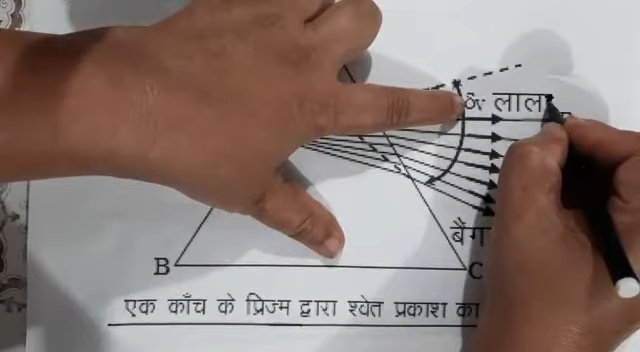 δv लाल
बैंग
B
C
एक काँच के प्रिज्म द्वारा श्वेत प्रकाश का